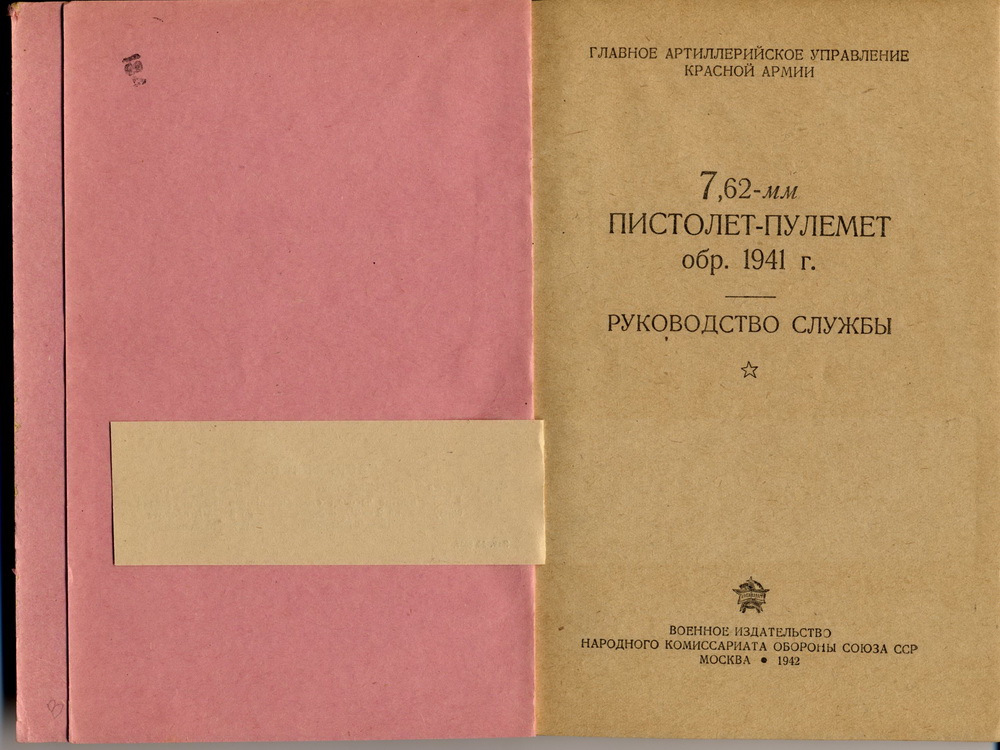 ГЛАВНОЕ АРТИЛЛЕРИЙСКОЕ УПРАВЛЕНИЕ
КРАСНОЙ АРМИИ
7,62-мм
ПИСТОЛЕТ-ПУЛЕМЕТ
обр. 1941 г.
РУКОВОДСТВО СЛУЖБЫ
ВОЕННОЕ ИЗДАТЕЛЬСТВО
НАРОДНОГО КОМИССАРИАТА ОБОРОНЫ СОЮЗА ССР
МОСКВА • 1942